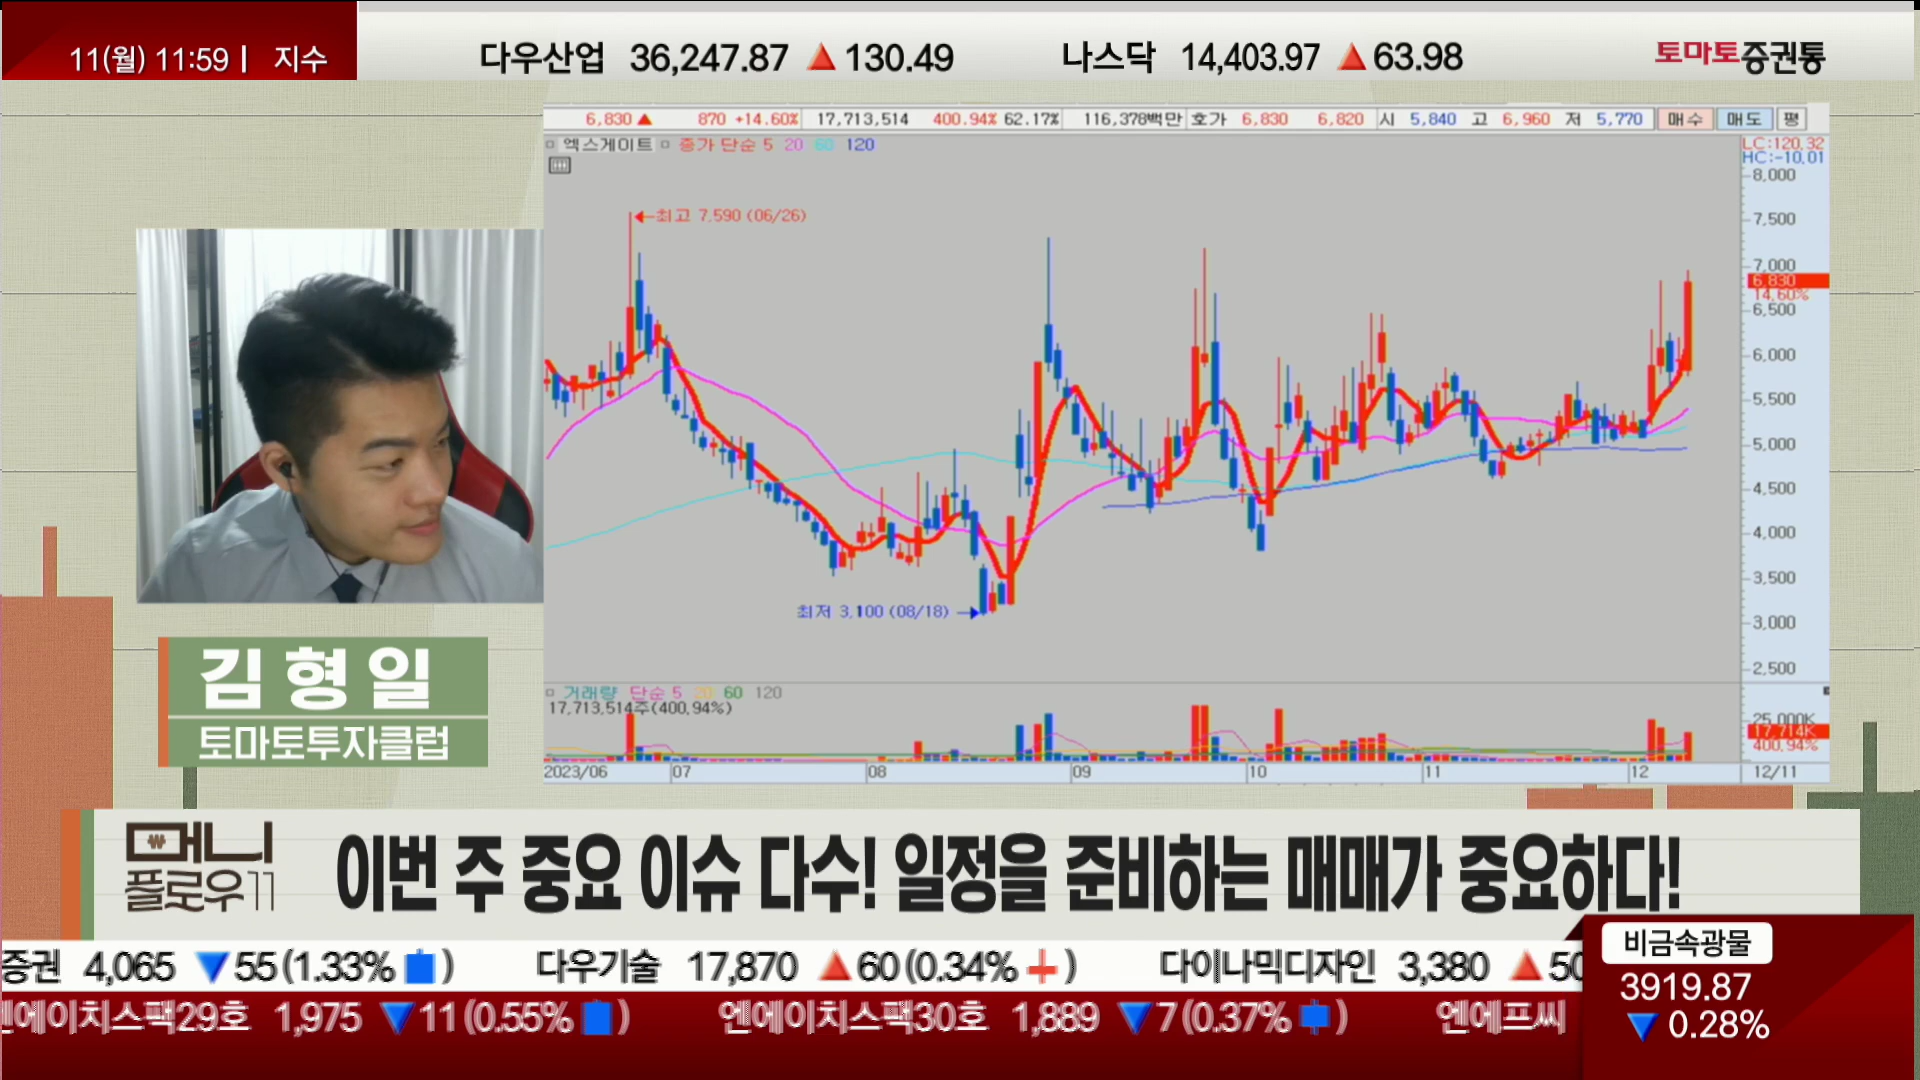 11(월) 11:59 | 지수
다우산업 36,247.87 ▲ 130.49 나스닥 14,403.97 ▲ 63.98
토마토증권통
6,830 ▲ 870 +14.60% 17,713,514 400.94% 62.17% 116,378백만 호가 6,830 6,820 시 5,840 고 6,960 저 5,770 매수 매도 평
엑스게이트 종가 단순 5 20 60 120
LC:120.32
HC:-10.01
8,000
최고 7,590 (06/26)
7,500
7,000
6,830
14.60%
6,500
6,000
5,500
5,000
4,500
4,000
3,500
최저 3,100 (08/18)
3,000
2,500
거래량 단순 5 20 60 120
17,713,514주(400.94%)
25,000K
17,714K
400.94%
2023/06 07 08 09 10 11 12 12/11
김형일
토마토투자클럽
머니
플로우11
이번 주 중요 이슈 다수! 일정을 준비하는 매매가 중요하다!
증권 4,065 ▼ 55 (1.33% ) 다우기술 17,870 ▲ 60 (0.34% ) 다이나믹디자인 3,380 ▲ 50
엔에이치스팩29호 1,975 ▼ 11 (0.55% ) 엔에이치스팩30호 1,889 ▼ 7 (0.37% ) 엔에프씨
비금속광물
3919.87
▼ 0.28%